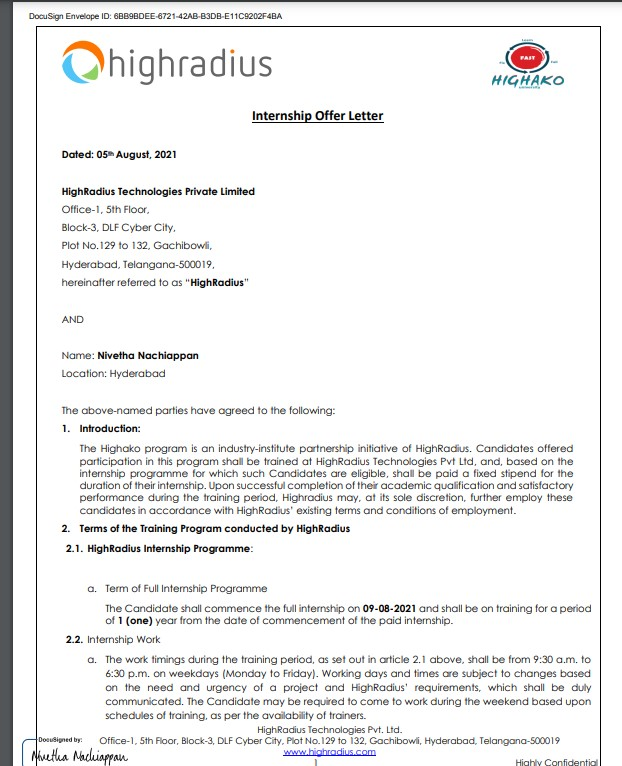 DocuSign Envelope ID: 6BB9BDEE-6721-42AB-B3DB-E11C9202F4BA
highradius
FAST
HIGHAKO
Internship Offer Letter
Dated: 05th August, 2021
HighRadius Technologies Private Limited
Office-1, 5th Floor,
Block-3, DLF Cyber City,
Plot No.129 to 132, Gachibowli,
Hyderabad, Telangana-500019,
hereinafter referred to as “HighRadius”
AND
Name: Nivetha Nachiappan
Location: Hyderabad
The above-named parties have agreed to the following:
1. Introduction:
The Highako program is an industry-institute partnership initiative of HighRadius. Candidates offered
participation in this program shall be trained at HighRadius Technologies Pvt Ltd, and, based on the
internship programme for which such Candidates are eligible, shall be paid a fixed stipend for the
duration of their internship. Upon successful completion of their academic qualification and satisfactory
performance during the training period, Highradius may, at its sole discretion, further employ these
candidates in accordance with HighRadius’ existing terms and conditions of employment.
2. Terms of the Training Program conducted by HighRadius
2.1. HighRadius Internship Programme:
a. Term of Full Internship Programme
The Candidate shall commence the full internship on 09-08-2021 and shall be on training for a period
of 1 (one) year from the date of commencement of the paid internship.
2.2. Internship Work
a. The work timings during the training period, as set out in article 2.1 above, shall be from 9:30 a.m. to
6:30 p.m. on weekdays (Monday to Friday). Working days and times are subject to changes based
on the need and urgency of a project and HighRadius’ requirements, which shall be duly
communicated. The Candidate may be required to come to work during the weekend based upon
schedules of training, as per the availability of trainers.
HighRadius Technologies Pvt. Ltd.
DocuSigned by:
Office-1, 5th Floor, Block-3, DLF Cyber City, Plot No.129 to 132, Gachibowli, Hyderabad, Telangana-500019
Nivetha Nachiappan
www.highradius.com
1
Highly Confidential